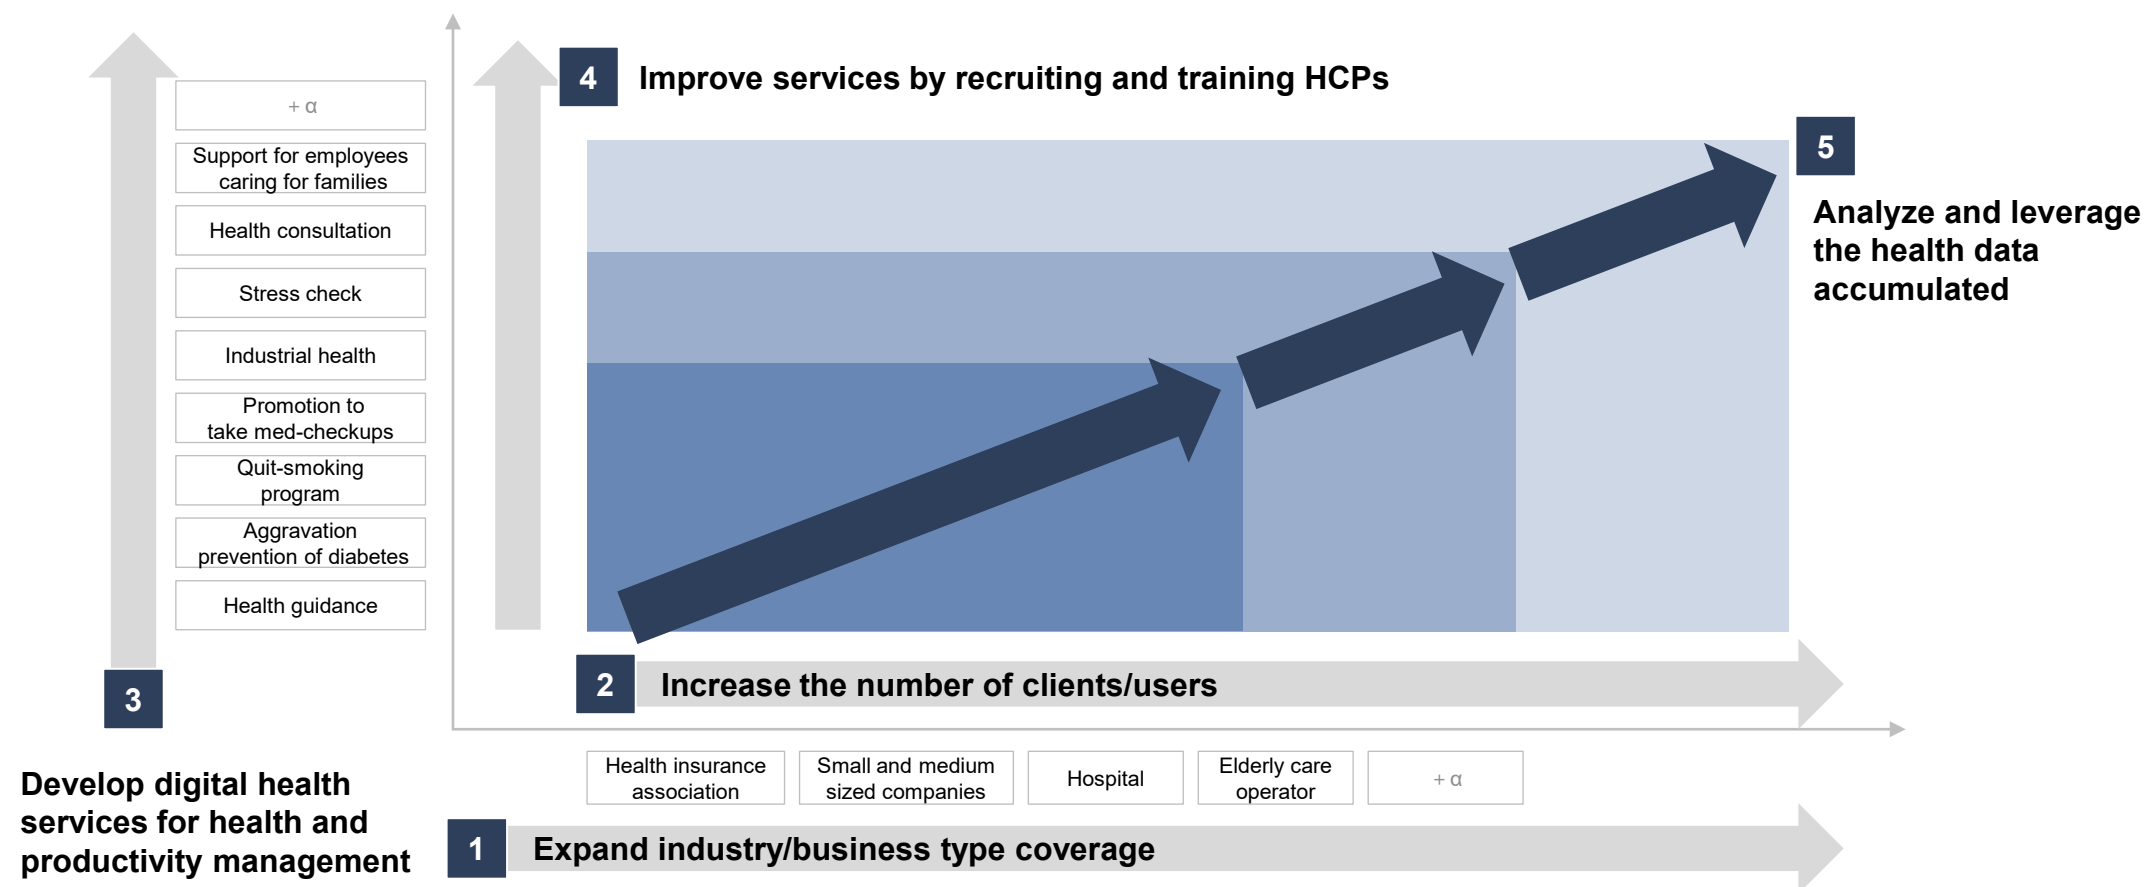 4
Improve services by recruiting and training HCPs
+ α
Support for employees
caring for families
Health consultation
Stress check
Industrial health
Promotion to
take med-checkups
Quit-smoking
program
Aggravation
prevention of diabetes
Health guidance
3
Develop digital health
services for health and
productivity management
5
Analyze and leverage
the health data
accumulated
2
Increase the number of clients/users
Health insurance
association
Small and medium
sized companies
Hospital
Elderly care
operator
+ α
1
Expand industry/business type coverage